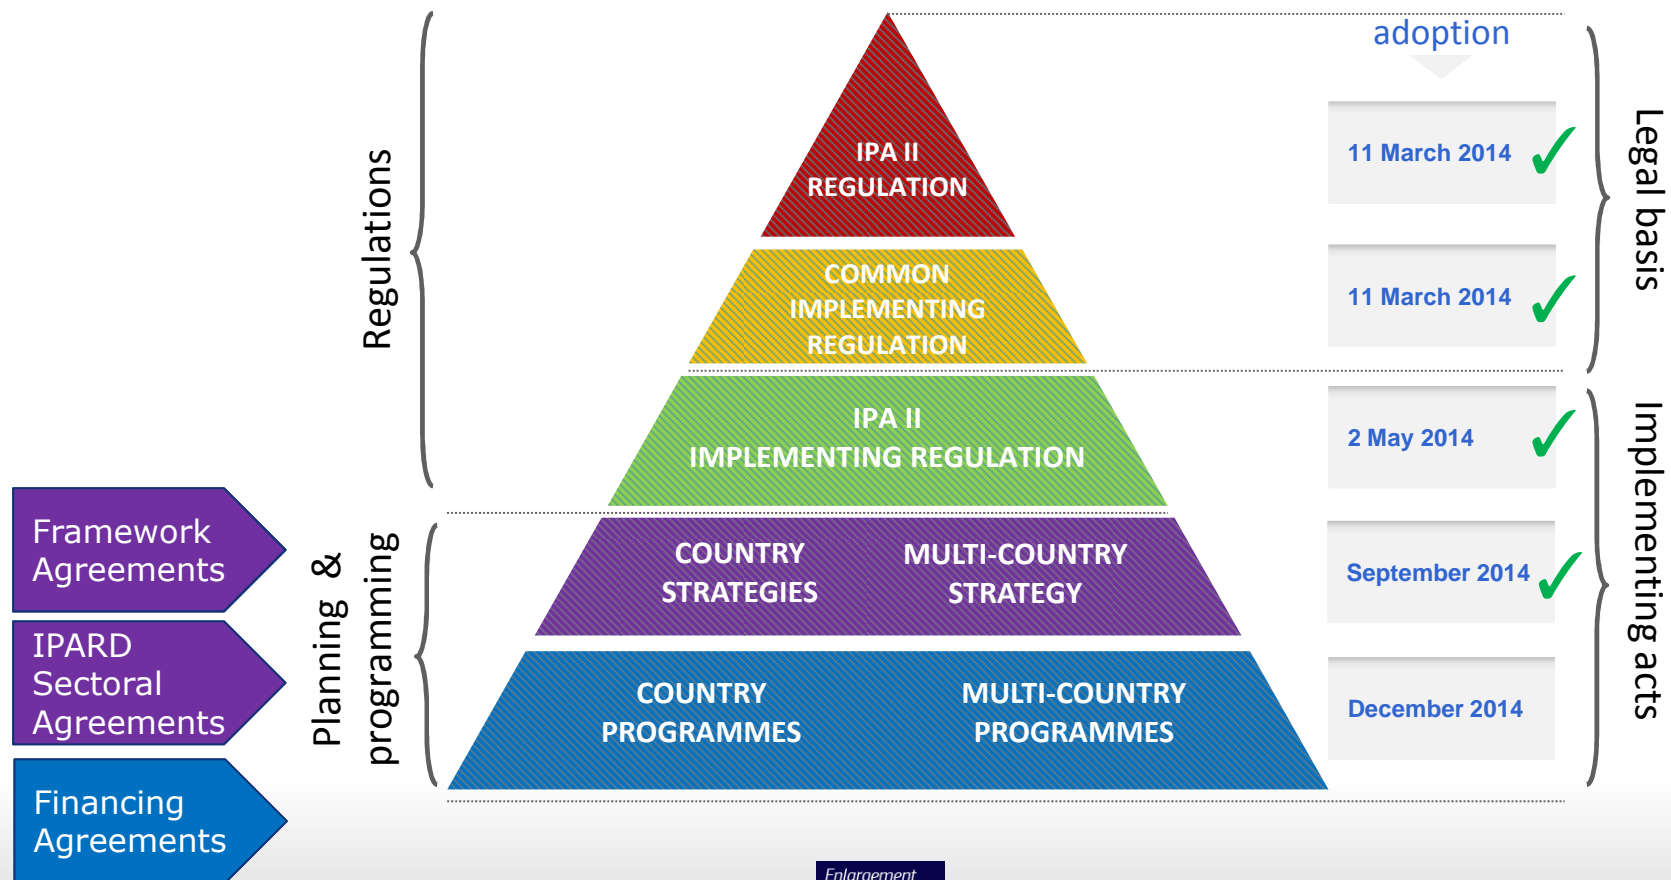 adoption
Regulations
Legal basis
IPA II
REGULATION
11 March 2014
COMMON
IMPLEMENTING
REGULATION
11 March 2014
IPA II
IMPLEMENTING REGULATION
2 May 2014
Implementing acts
Planning &
programming
Framework
Agreements
COUNTRY
STRATEGIES
MULTI-COUNTRY
STRATEGY
September 2014
IPARD
Sectoral
Agreements
COUNTRY
PROGRAMMES
MULTI-COUNTRY
PROGRAMMES
December 2014
Financing
Agreements
Enlargement